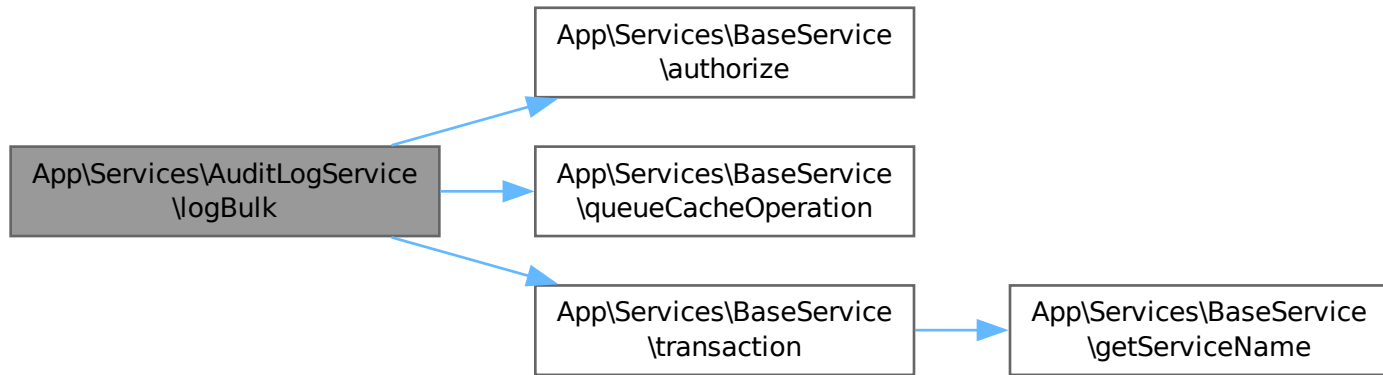 App\Services\BaseService
\authorize
App\Services\AuditLogService
\logBulk
App\Services\BaseService
\queueCacheOperation
App\Services\BaseService
\transaction
App\Services\BaseService
\getServiceName